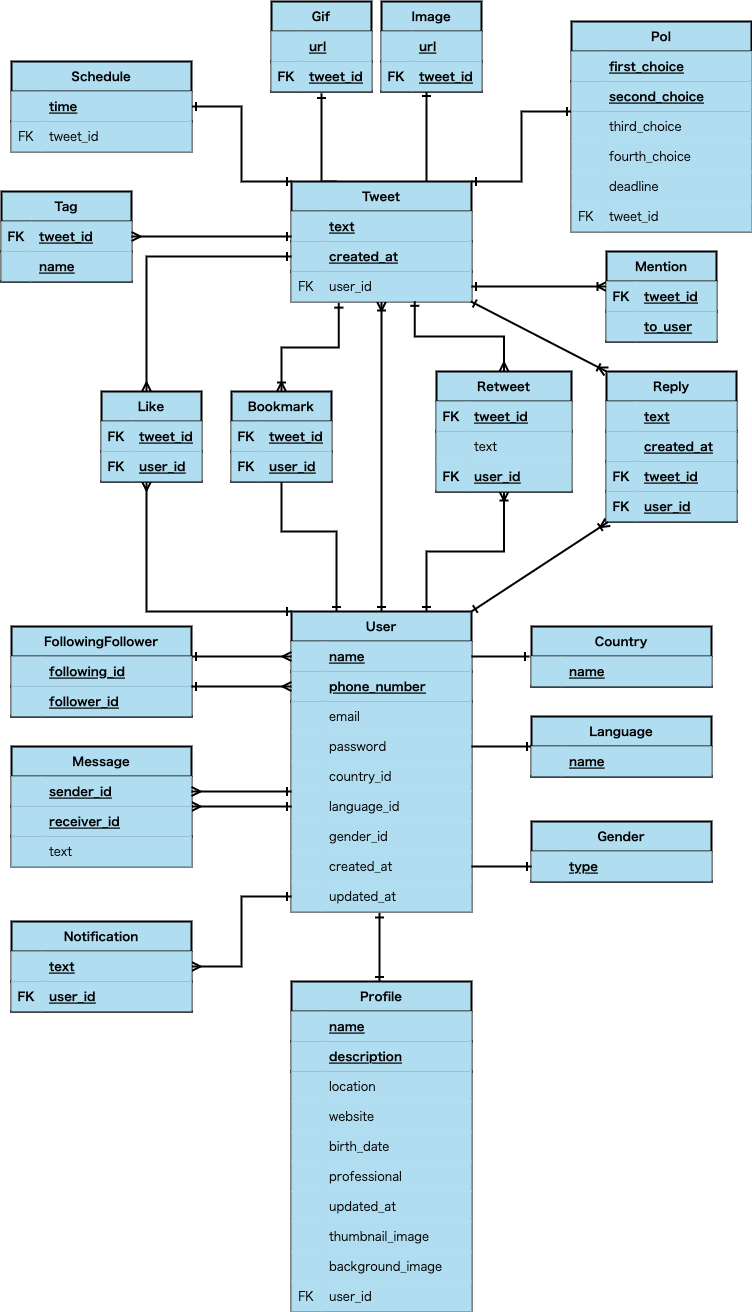 Gif
url
FK tweet_id
Image
url
FK tweet_id
Pol
first_choice
second_choice
third_choice
fourth_choice
deadline
FK tweet_id
Schedule
time
FK tweet_id
Tweet
text
created_at
FK user_id
Tag
FK tweet_id
name
Mention
FK tweet_id
to_user
Like
FK tweet_id
FK user_id
Bookmark
FK tweet_id
FK user_id
Retweet
FK tweet_id
text
FK user_id
Reply
text
created_at
FK tweet_id
FK user_id
User
name
phone_number
email
password
country_id
language_id
gender_id
created_at
updated_at
FollowingFollower
following_id
follower_id
Country
name
Message
sender_id
receiver_id
text
Language
name
Gender
type
Notification
text
FK user_id
Profile
name
description
location
website
birth_date
professional
updated_at
thumbnail_image
background_image
FK user_id